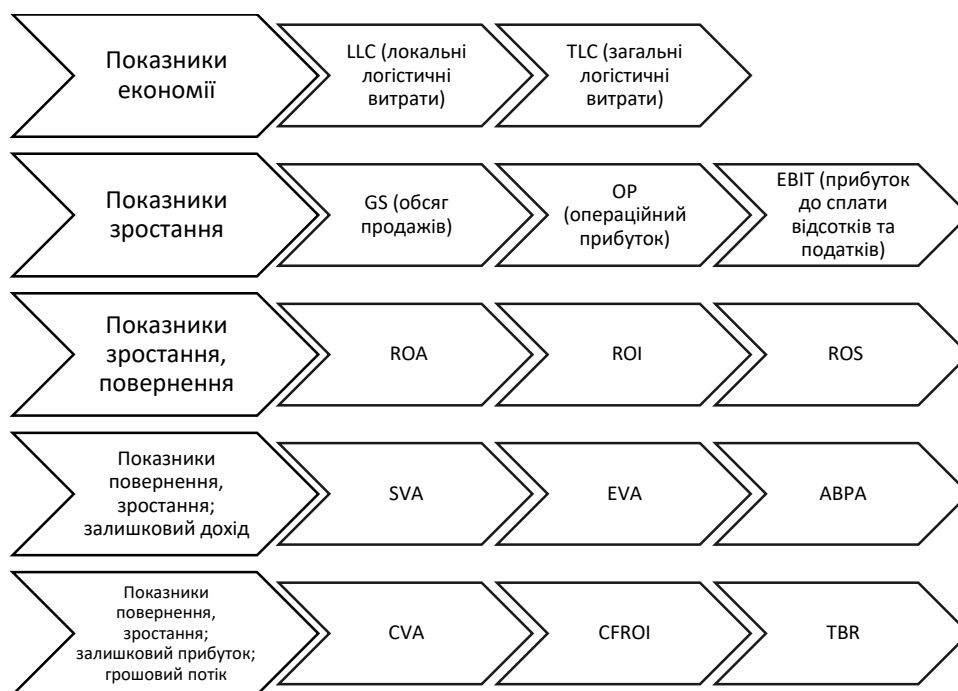 Показники
економії
LLC (локальні
логістичні
витрати)
TLC (загальні
логістичні
витрати)
Показники
зростання
GS (обсяг
продажів)
OP
(операційний
прибуток)
EBIT (прибуток
до сплати
відсотків та
податків)
Показники
зростання,
повернення
ROA
ROI
ROS
Показники
повернення,
зростання;
залишковий дохід
SVA
EVA
ABPA
Показники
повернення,
зростання;
залишковий прибуток;
грошовий потік
CVA
CFROI
TBR